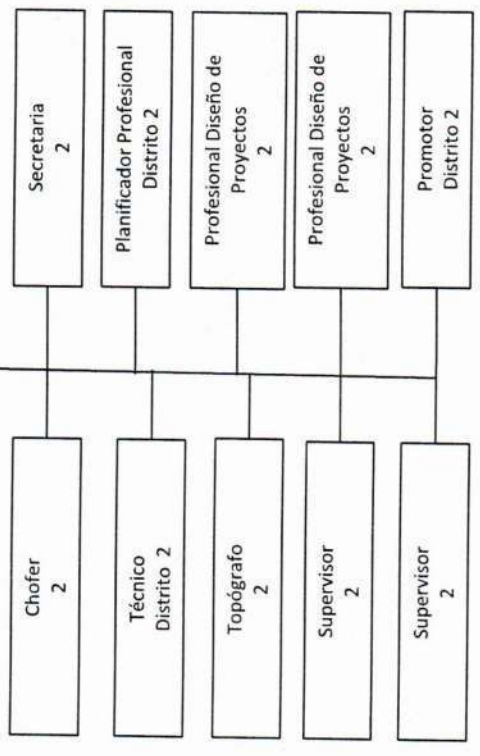 Chofer
2
Secretaria
2
Técnico
Distrito 2
Planificador Profesional
Distrito 2
Topógrafo
2
Profesional Diseño de
Proyectos
2
Supervisor
2
Profesional Diseño de
Proyectos
2
Supervisor
2
Promotor
Distrito 2